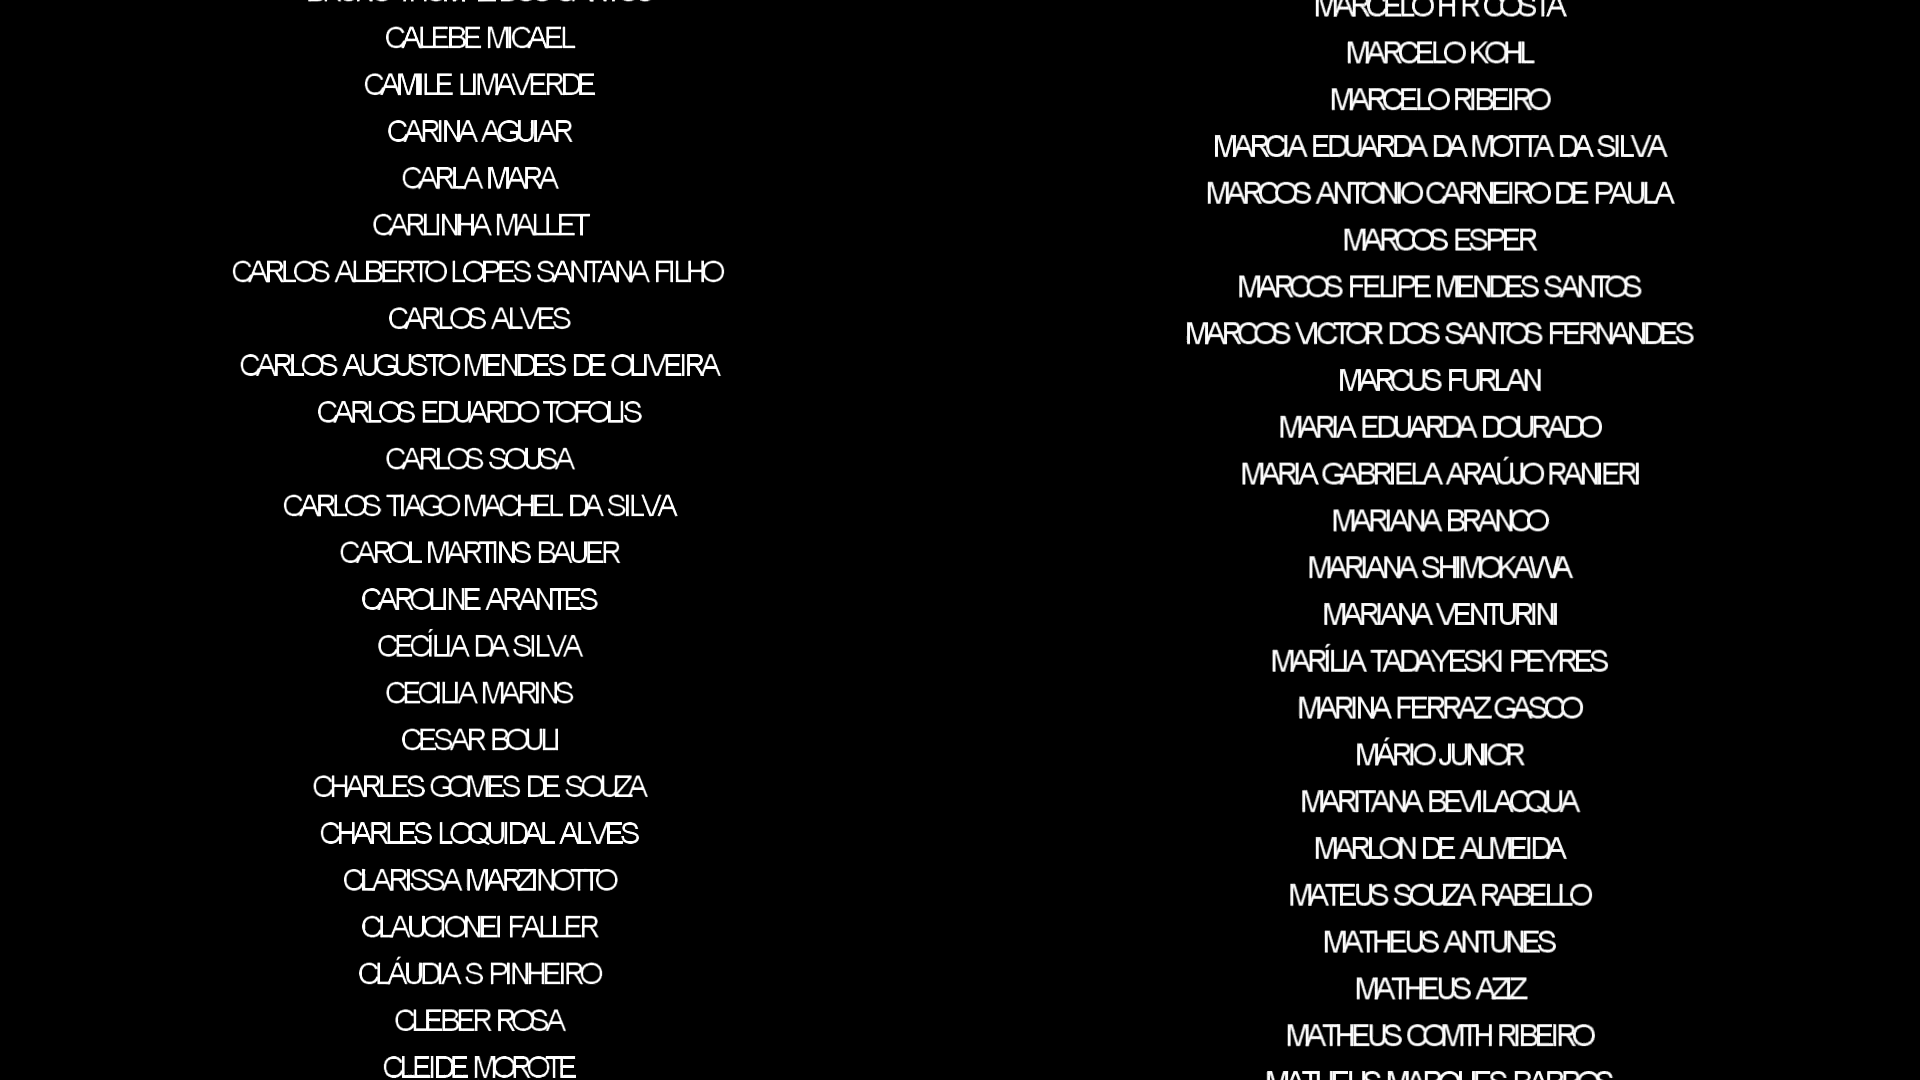 CALEBE MICAEL
CAMILE LIMAVERDE
CARINA AGUIAR
CARLA MARA
CARLINHA MALLET
CARLOS ALBERTO LOPES SANTANA FILHO
CARLOS ALVES
CARLOS AUGUSTO MENDES DE OLIVEIRA
CARLOS EDUARDO TOFOLIS
CARLOS SOUSA
CARLOS TIAGO MACHEL DA SILVA
CAROL MARTINS BAUER
CAROLINE ARANTES
CECÍLIA DA SILVA
CECILIA MARINS
CESAR BOULI
CHARLES GOMES DE SOUZA
CHARLES LOQUIDAL ALVES
CLARISSA MARZINOTTO
CLAUCIONEI FALLER
CLÁUDIA S PINHEIRO
CLEBER ROSA
CLEIDE MOROTE
MARCELO H R COSTA
MARCELO KOHL
MARCELO RIBEIRO
MARCIA EDUARDA DA MOTTA DA SILVA
MARCOS ANTONIO CARNEIRO DE PAULA
MARCOS ESPER
MARCOS FELIPE MENDES SANTOS
MARCOS VICTOR DOS SANTOS FERNANDES
MARCUS FURLAN
MARIA EDUARDA DOURADO
MARIA GABRIELA ARAÚJO RANIERI
MARIANA BRANCO
MARIANA SHIMOKAWA
MARIANA VENTURINI
MARÍLIA TADAYESKI PEYRES
MARINA FERRAZ GASCO
MÁRIO JUNIOR
MARITANA BEVILACQUA
MARLON DE ALMEIDA
MATEUS SOUZA RABELLO
MATHEUS ANTUNES
MATHEUS AZIZ
MATHEUS COMTH RIBEIRO
MATHEUS MARQUES BARROS